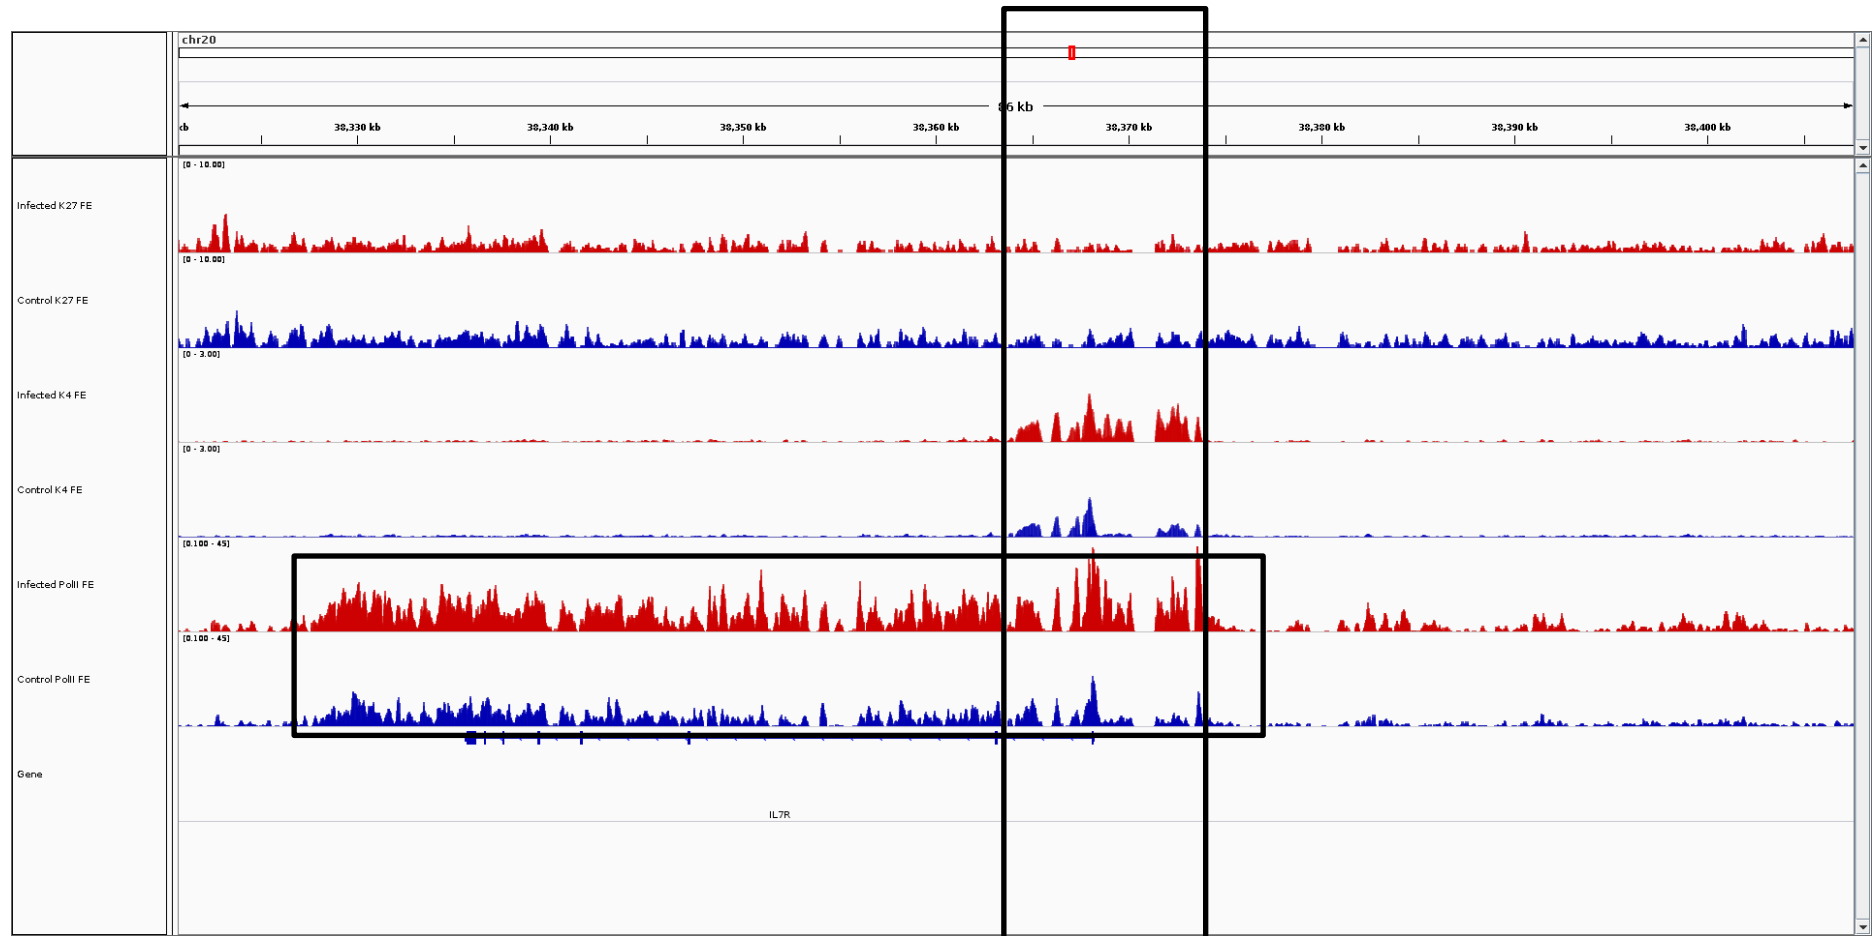 chr20
86 kb
kb
38,330 kb
38,340 kb
38,350 kb
38,360 kb
38,370 kb
38,380 kb
38,390 kb
38,400 kb
[0 - 10.00]
Infected K27 FE
[0 - 10.00]
Control K27 FE
[0 - 3.00]
Infected K4 FE
[0 - 3.00]
Control K4 FE
[0.100 - 45]
Infected PolII FE
[0.100 - 45]
Control PolII FE
Gene
IL7R